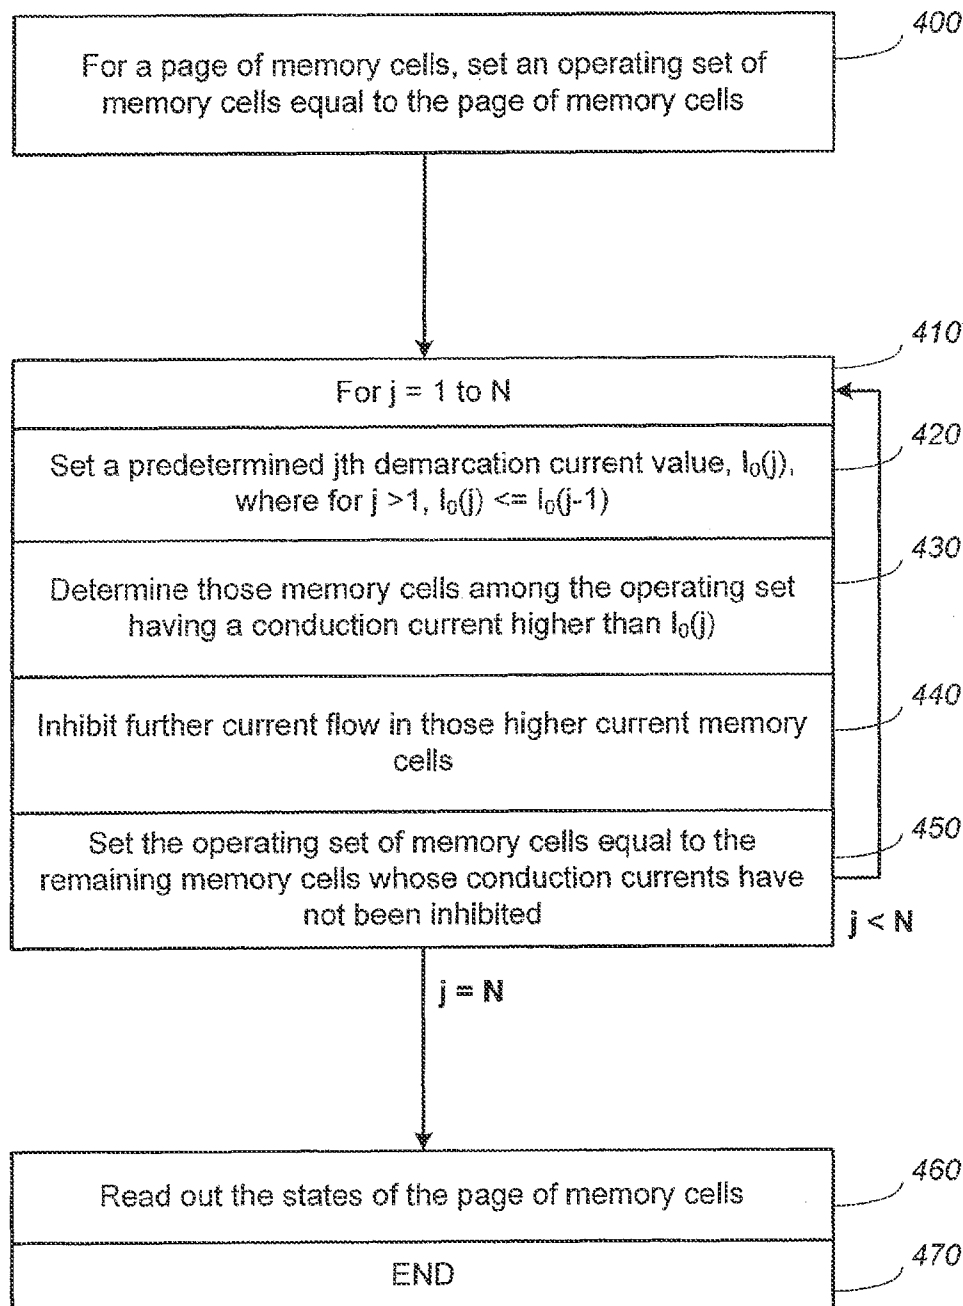 400
For a page of memory cells, set an operating set of
memory cells equal to the page of memory cells
410
For j = 1 to N
420
Set a predetermined jth demarcation current value, I₀(j),
where for j >1, I₀(j) <= I₀(j-1)
430
Determine those memory cells among the operating set
having a conduction current higher than I₀(j)
440
Inhibit further current flow in those higher current memory
cells
450
Set the operating set of memory cells equal to the
remaining memory cells whose conduction currents have
not been inhibited
j < N
j = N
460
Read out the states of the page of memory cells
470
END